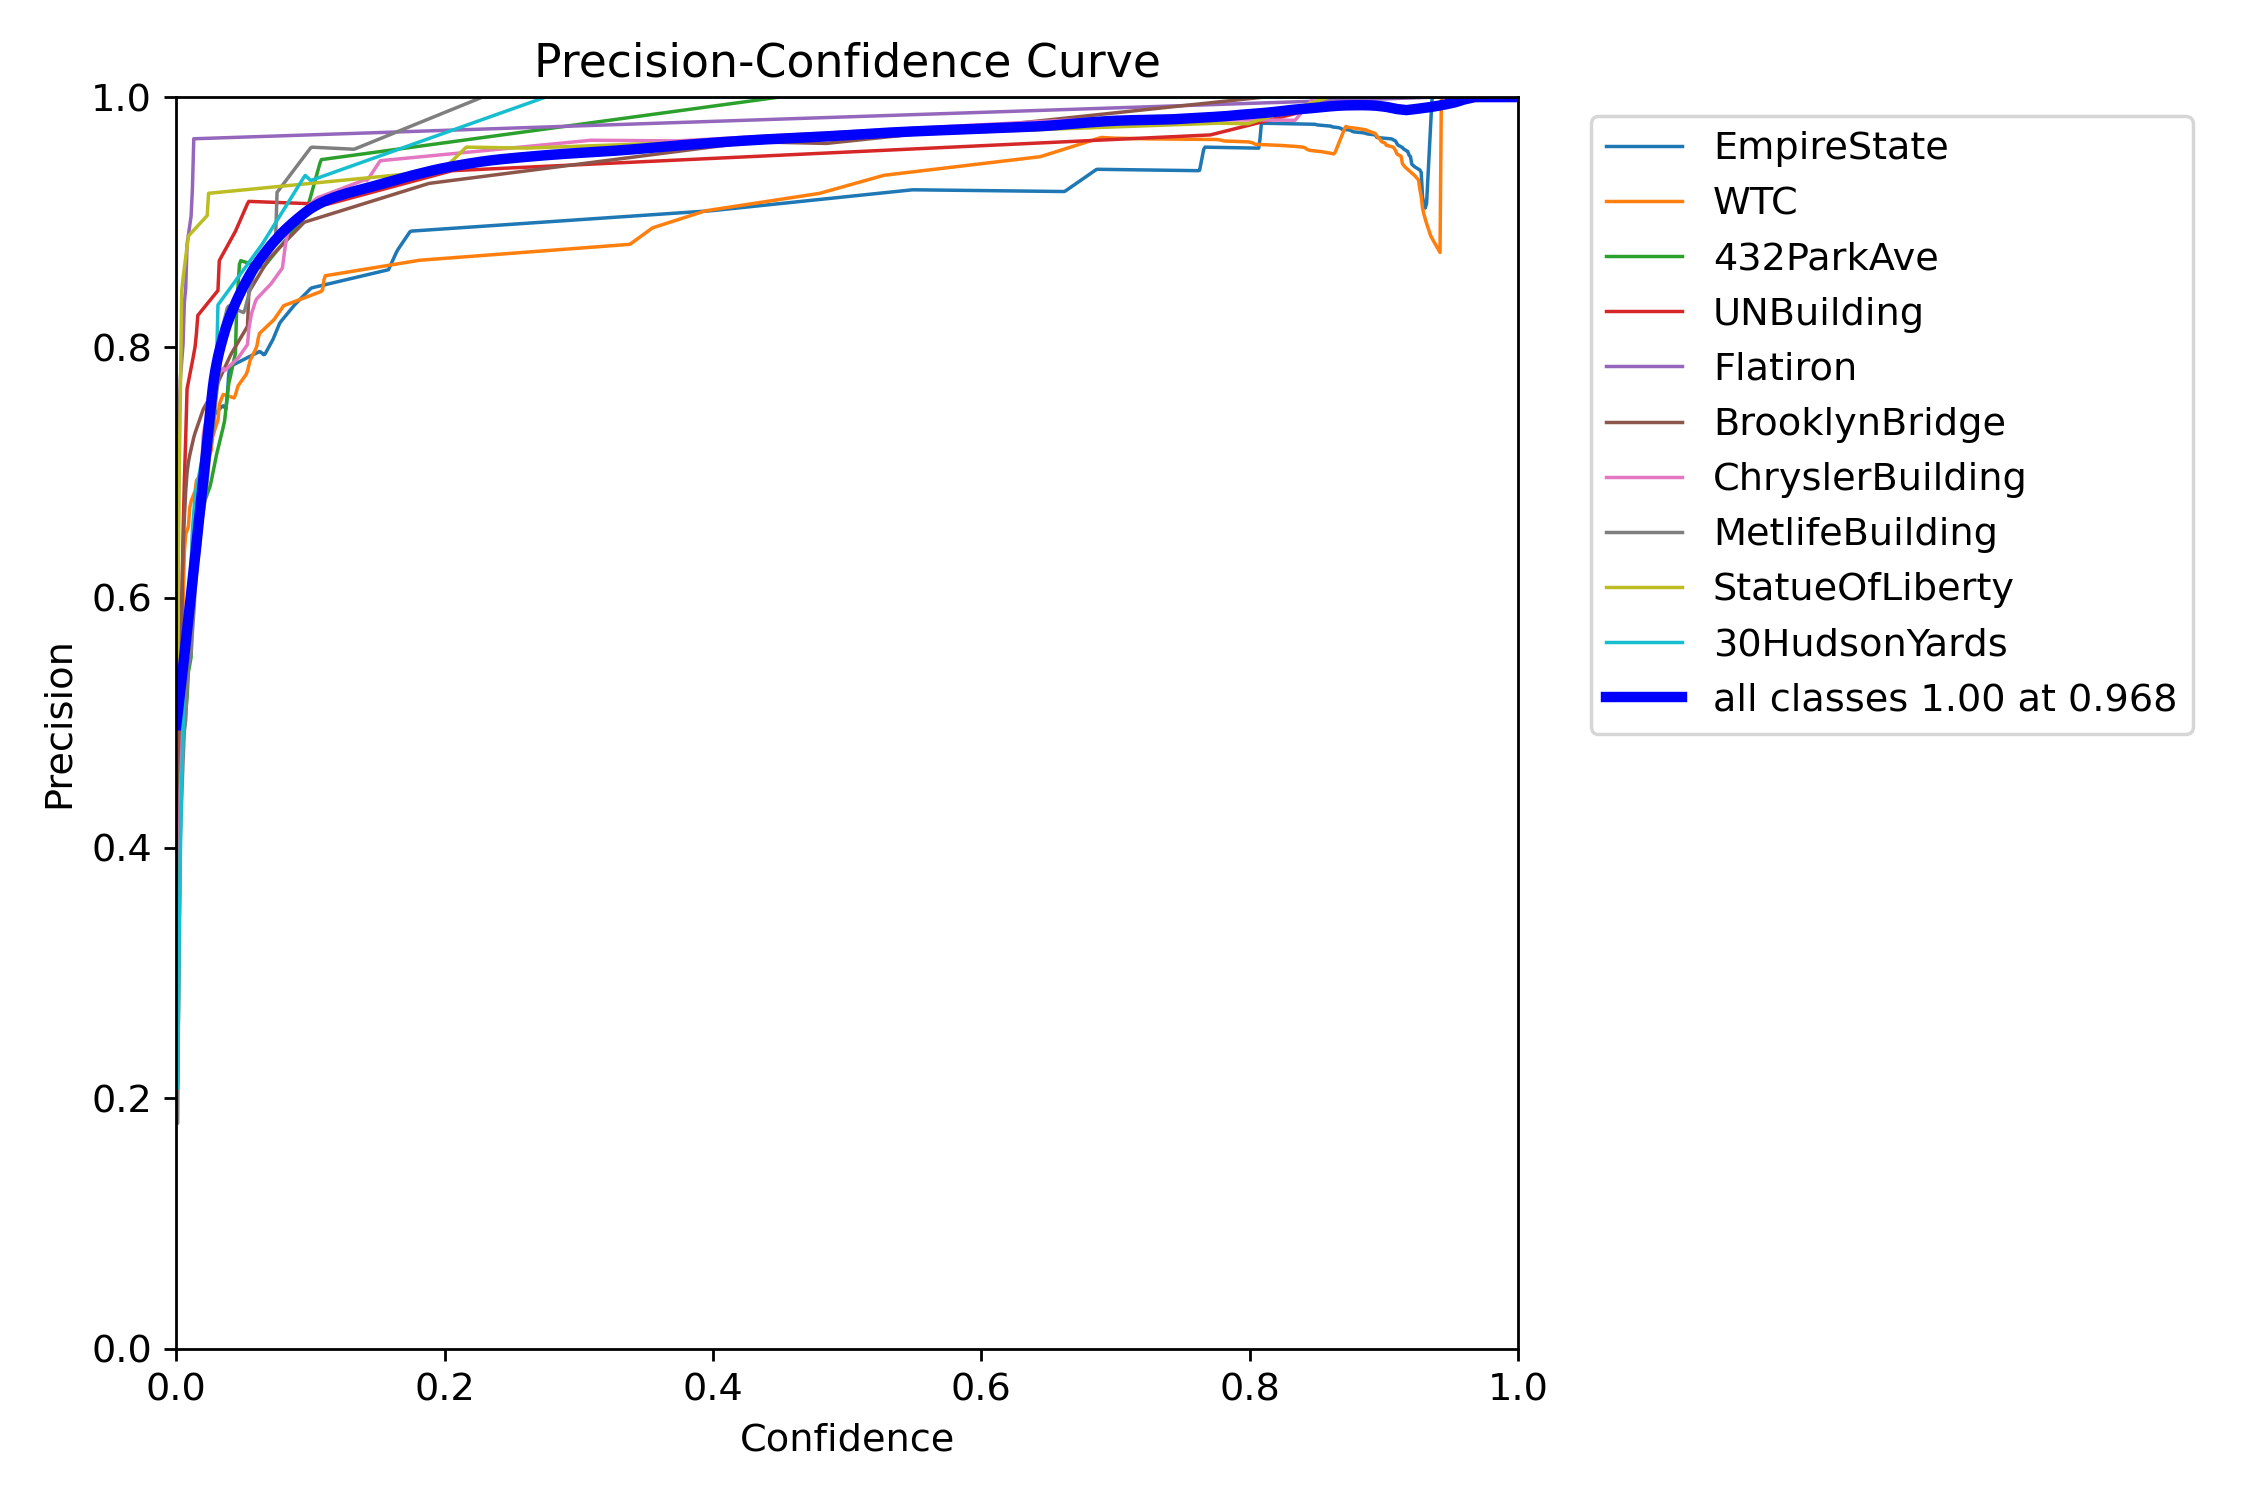 Precision-Confidence Curve
1.0
0.8
0.6
0.4
0.2
0.0
Precision
0.0 0.2 0.4 0.6 0.8 1.0
Confidence
EmpireState
WTC
432ParkAve
UNBuilding
Flatiron
BrooklynBridge
ChryslerBuilding
MetlifeBuilding
StatueOfLiberty
30HudsonYards
all classes 1.00 at 0.968